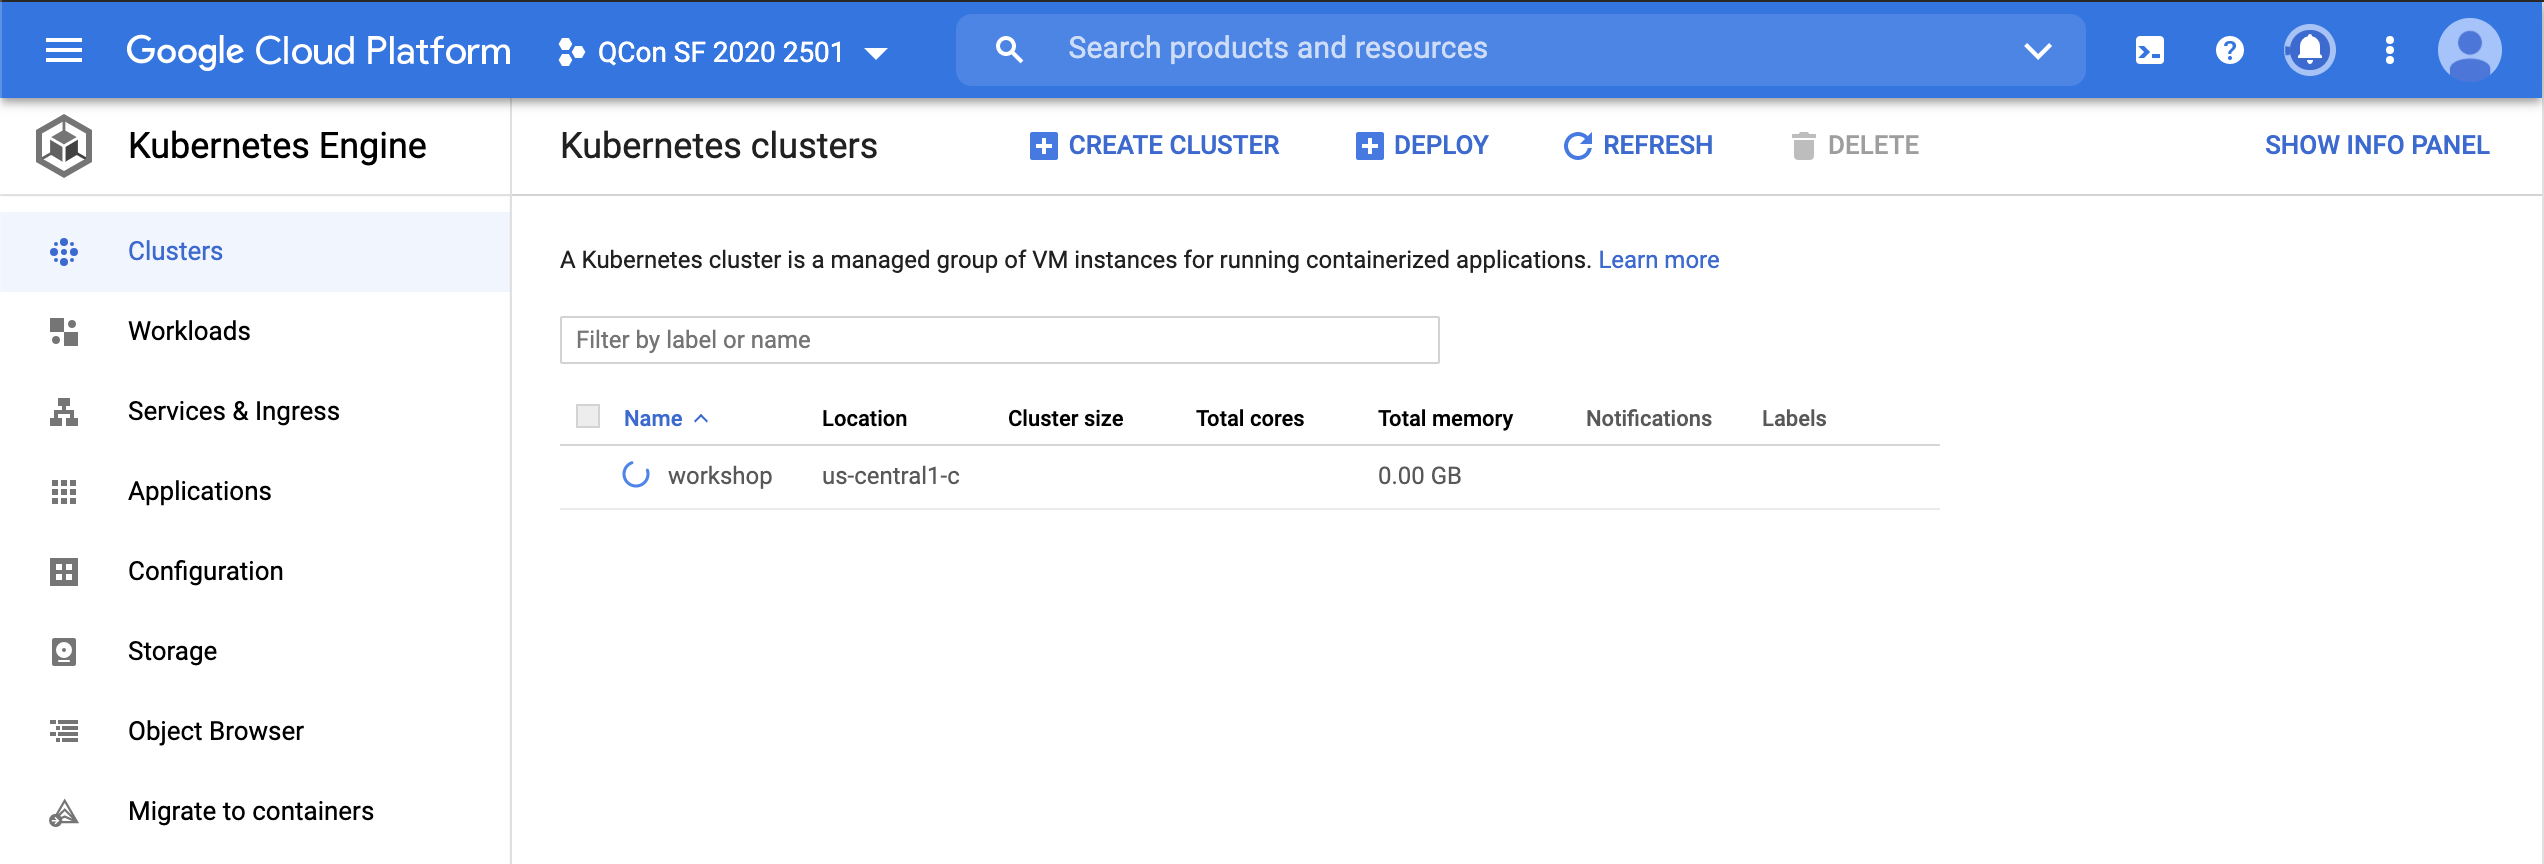 Google Cloud Platform QCon SF 2020 2501 Search products and resources
Kubernetes Engine
Kubernetes clusters CREATE CLUSTER DEPLOY REFRESH DELETE SHOW INFO PANEL
Clusters
Workloads
Services & Ingress
Applications
Configuration
Storage
Object Browser
Migrate to containers
A Kubernetes cluster is a managed group of VM instances for running containerized applications. Learn more
Filter by label or name
Name Location Cluster size Total cores Total memory Notifications Labels
workshop us-central1-c 0.00 GB